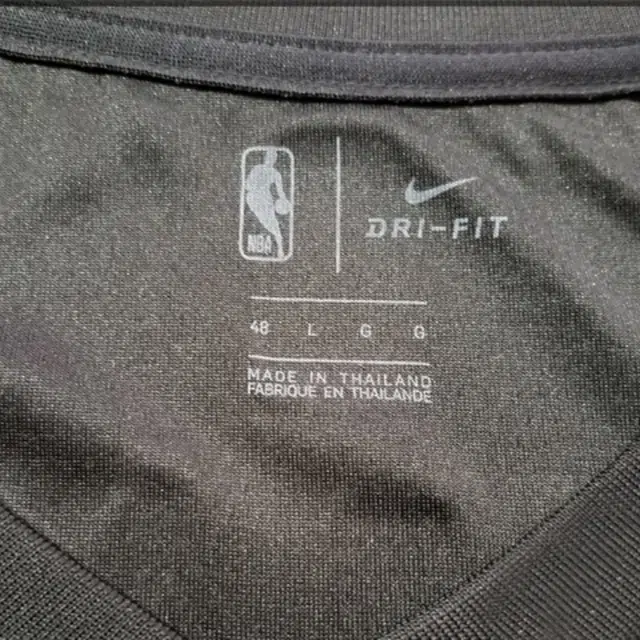 NBA
DRI-FIT
48 L G G
MADE IN THAILAND
FABRIQUE EN THAILANDE